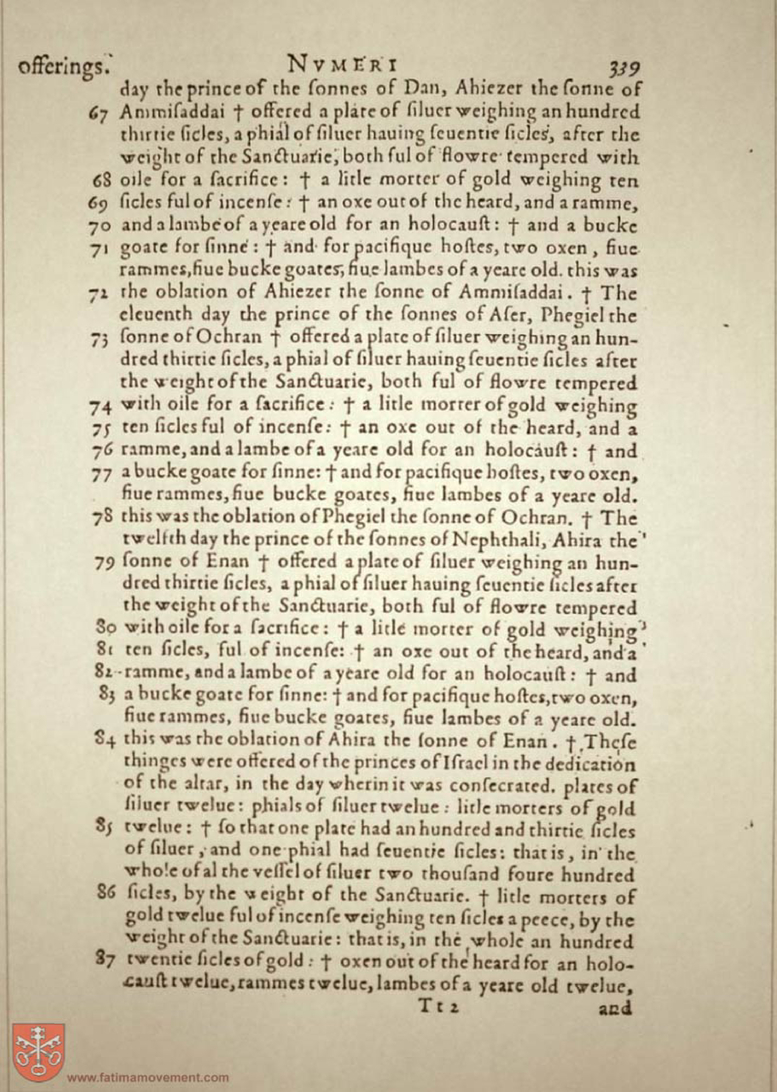 offerings. NVMERI 339
day the prince of the ſonnes of Dan, Ahiezer the ſonne of
67 Ammiſaddai † offered a plate of ſiluer weighing an hundred
thirtie ſicles, a phial of ſiluer hauing ſeuentie ſicles, after the
weight of the Sanctuarie, both ful of flowre tempered with
68 oile for a ſacrifice: † a litle morter of gold weighing ten
69 ſicles ful of incenſe: † an oxe out of the heard, and a ramme,
70 and a lambe of a yeare old for an holocauſt: † and a bucke
71 goate for ſinne: † and for pacifique hoſtes, two oxen, fiue
rammes, fiue bucke goates, fiue lambes of a yeare old. this was
72 the oblation of Ahiezer the ſonne of Ammiſaddai. † The
eleuenth day the prince of the ſonnes of Aſer, Phegiel the
73 ſonne of Ochran † offered a plate of ſiluer weighing an hun-
dred thirtie ſicles, a phial of ſiluer hauing ſeuentie ſicles after
the weight of the Sanctuarie, both ful of flowre tempered
74 with oile for a ſacrifice: † a litle morter of gold weighing
75 ten ſicles ful of incenſe: † an oxe out of the heard, and a
76 ramme, and a lambe of a yeare old for an holocauſt: † and
77 a bucke goate for ſinne: † and for pacifique hoſtes, two oxen,
fiue rammes, fiue bucke goates, fiue lambes of a yeare old.
78 this was the oblation of Phegiel the ſonne of Ochran. † The
twelfth day the prince of the ſonnes of Nephthali, Ahira the
79 ſonne of Enan † offered a plate of ſiluer weighing an hun-
dred thirtie ſicles, a phial of ſiluer hauing ſeuentie ſicles after
the weight of the Sanctuarie, both ful of flowre tempered
80 with oile for a ſacrifice: † a litle morter of gold weighing
81 ten ſicles, ful of incenſe: † an oxe out of the heard, and a
82 ramme, and a lambe of a yeare old for an holocauſt: † and
83 a bucke goate for ſinne: † and for pacifique hoſtes, two oxen,
fiue rammes, fiue bucke goates, fiue lambes of a yeare old.
84 this was the oblation of Ahira the ſonne of Enan. † Theſe
thinges were offered of the princes of Iſrael in the dedication
of the altar, in the day wherin it was conſecrated. plates of
ſiluer twelue: phials of ſiluer twelue: litle morters of gold
85 twelue: † ſo that one plate had an hundred and thirtie ſicles
of ſiluer, and one phial had ſeuentie ſicles: that is, in the
whole of al the veſſel of ſiluer two thouſand foure hundred
86 ſicles, by the weight of the Sanctuarie. † litle morters of
gold twelue ful of incenſe weighing ten ſicles a peece, by the
weight of the Sanctuarie: that is, in the whole an hundred
87 twentie ſicles of gold: † oxen out of the heard for an holo-
cauſt twelue, rammes twelue, lambes of a yeare old twelue,
Tt 2 and
www.fatimamovement.com